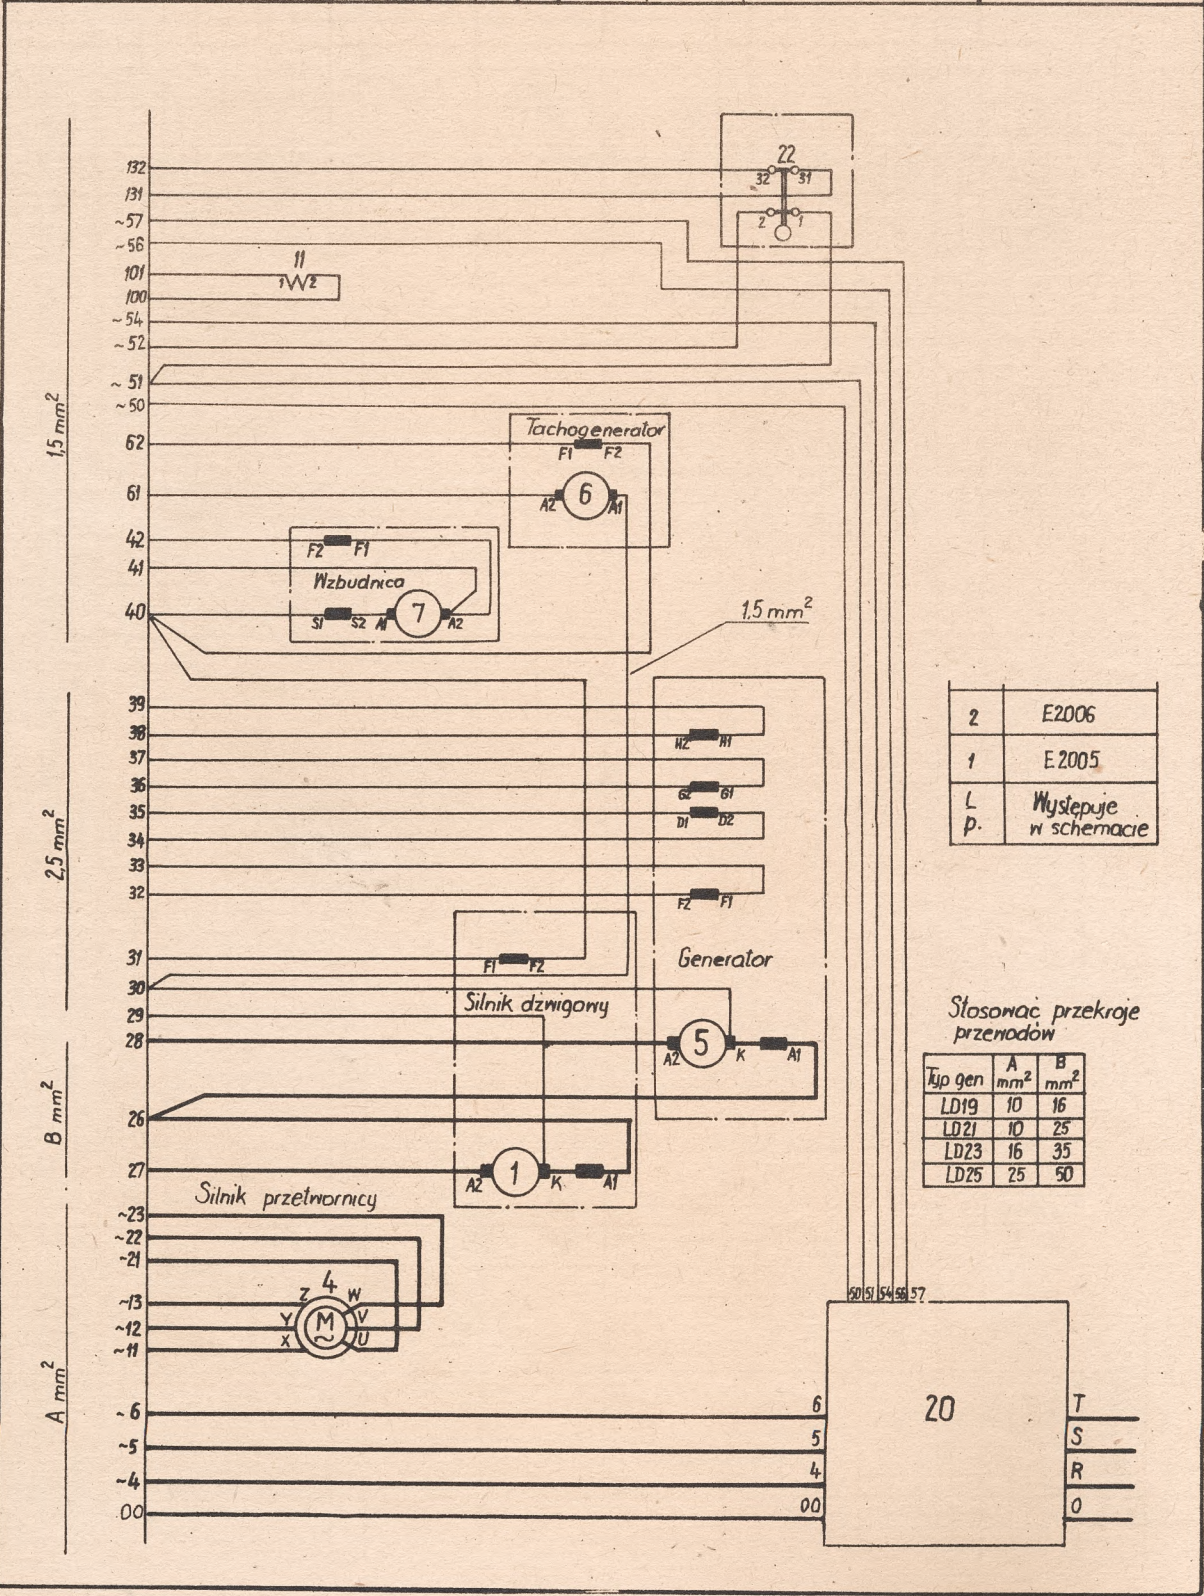 22
132
32 31
131
~57
2 1
~56
11
101
1 2
100
~54
~52
~51
~50
1,5 mm²
Tachogenerator
62
F1 F2
61
A2 6 A1
42
F2 F1
41
Wzbudnica
40
S1 S2 A1 7 A2
1,5 mm²
39
38
H2 H1
37
36
G2 G1
35
D1 D2
34
33
32
F2 F1
2,5 mm²
31
F1 F2
Generator
30
Silnik dźwigowy
29
28
A2 5 K A1
B mm²
26
27
A2 1 K A1
Silnik przetwornicy
~23
~22
~21
4
Z W
~13
Y M V
~12
~
X U
~11
A mm²
~6
~5
~4
00
2 E2006
1 E2005
L Występuje
p. w schemacie
Stosować przekroje
przewodów
Typ gen A mm² B mm²
LD19 10 16
LD21 10 25
LD23 16 35
LD25 25 50
50 51 54 56 57
20
6 T
5 S
4 R
00 0